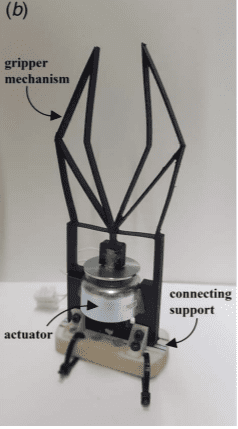 (b)
gripper
mechanism
connecting
support
actuator